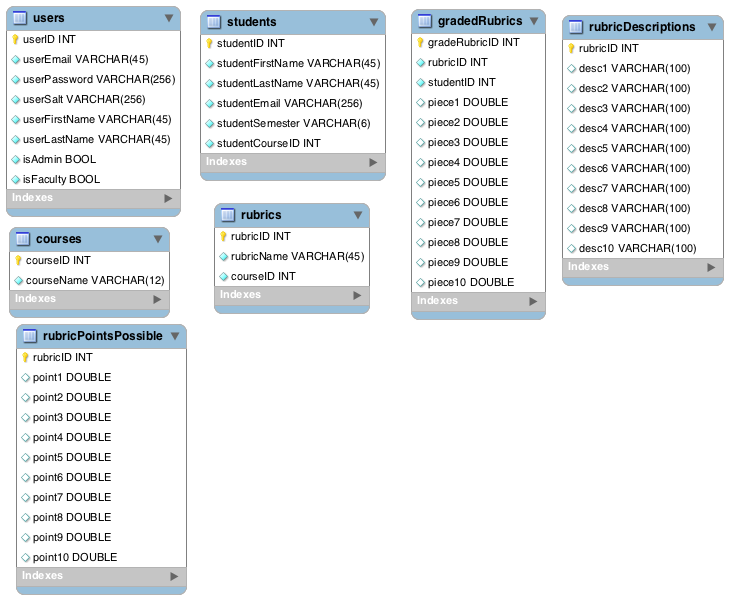 users
userID INT
userEmail VARCHAR(45)
userPassword VARCHAR(256)
userSalt VARCHAR(256)
userFirstName VARCHAR(45)
userLastName VARCHAR(45)
isAdmin BOOL
isFaculty BOOL
Indexes
students
studentID INT
studentFirstName VARCHAR(45)
studentLastName VARCHAR(45)
studentEmail VARCHAR(256)
studentSemester VARCHAR(6)
studentCourseID INT
Indexes
gradedRubrics
gradeRubricID INT
rubricID INT
studentID INT
piece1 DOUBLE
piece2 DOUBLE
piece3 DOUBLE
piece4 DOUBLE
piece5 DOUBLE
piece6 DOUBLE
piece7 DOUBLE
piece8 DOUBLE
piece9 DOUBLE
piece10 DOUBLE
Indexes
rubricDescriptions
rubricID INT
desc1 VARCHAR(100)
desc2 VARCHAR(100)
desc3 VARCHAR(100)
desc4 VARCHAR(100)
desc5 VARCHAR(100)
desc6 VARCHAR(100)
desc7 VARCHAR(100)
desc8 VARCHAR(100)
desc9 VARCHAR(100)
desc10 VARCHAR(100)
Indexes
courses
courseID INT
courseName VARCHAR(12)
Indexes
rubrics
rubricID INT
rubricName VARCHAR(45)
courseID INT
Indexes
rubricPointsPossible
rubricID INT
point1 DOUBLE
point2 DOUBLE
point3 DOUBLE
point4 DOUBLE
point5 DOUBLE
point6 DOUBLE
point7 DOUBLE
point8 DOUBLE
point9 DOUBLE
point10 DOUBLE
Indexes